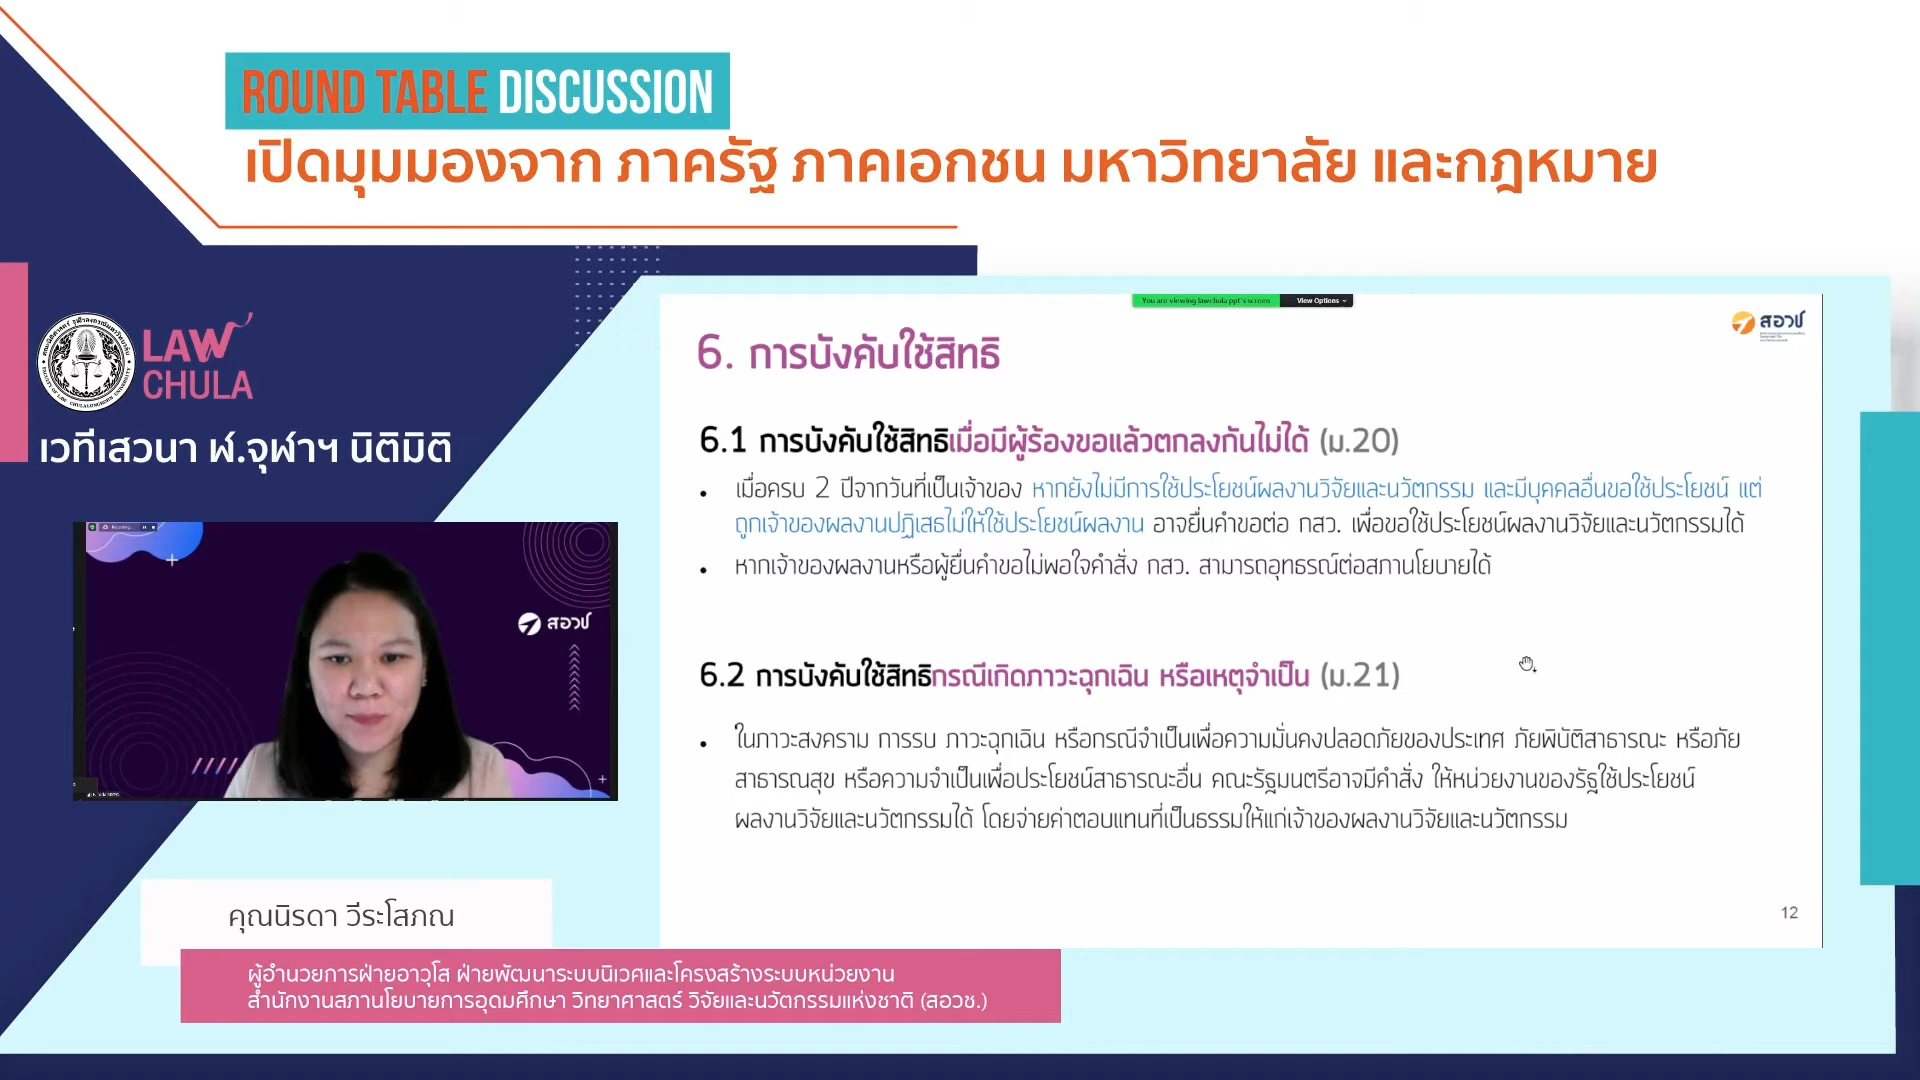 ROUND TABLE DISCUSSION
เปิดมุมมองจาก ภาครัฐ ภาคเอกชน มหาวิทยาลัย และกฎหมาย
LAW
CHULA
เวทีเสวนา ฬ.จุฬาฯ นิติมิติ
You are viewing lawchula ppt's screen View Options
สอวช
6. การบังคับใช้สิทธิ
6.1 การบังคับใช้สิทธิเมื่อมีผู้ร้องขอแล้วตกลงกันไม่ได้ (ม.20)
• เมื่อครบ 2 ปีจากวันที่เป็นเจ้าของ หากยังไม่มีการใช้ประโยชน์ผลงานวิจัยและนวัตกรรม และมีบุคคลอื่นขอใช้ประโยชน์ แต่
ถูกเจ้าของผลงานปฏิเสธไม่ให้ใช้ประโยชน์ผลงาน อาจยื่นคำขอต่อ กสว. เพื่อขอใช้ประโยชน์ผลงานวิจัยและนวัตกรรมได้
• หากเจ้าของผลงานหรือผู้ยื่นคำขอไม่พอใจคำสั่ง กสว. สามารถอุทธรณ์ต่อสภานโยบายได้
6.2 การบังคับใช้สิทธิกรณีเกิดภาวะฉุกเฉิน หรือเหตุจำเป็น (ม.21)
• ในภาวะสงคราม การรบ ภาวะฉุกเฉิน หรือกรณีจำเป็นเพื่อความมั่นคงปลอดภัยของประเทศ ภัยพิบัติสาธารณะ หรือภัย
สาธารณสุข หรือความจำเป็นเพื่อประโยชน์สาธารณะอื่น คณะรัฐมนตรีอาจมีคำสั่ง ให้หน่วยงานของรัฐใช้ประโยชน์
ผลงานวิจัยและนวัตกรรมได้ โดยจ่ายค่าตอบแทนที่เป็นธรรมให้แก่เจ้าของผลงานวิจัยและนวัตกรรม
12
สอวช
คุณนิรดา วีระโสภณ
ผู้อำนวยการฝ่ายอาวุโส ฝ่ายพัฒนาระบบนิเวศและโครงสร้างระบบหน่วยงาน
สำนักงานสภานโยบายการอุดมศึกษา วิทยาศาสตร์ วิจัยและนวัตกรรมแห่งชาติ (สอวช.)